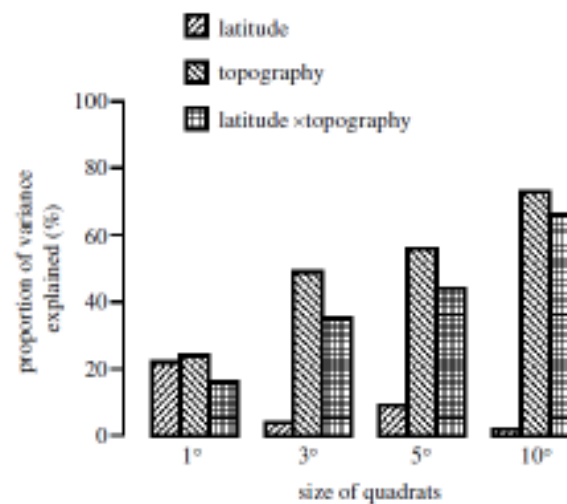 latitude
topography
latitude ×topography
proportion of variance
explained (%)
100
80
60
40
20
0
1° 3° 5° 10°
size of quadrats